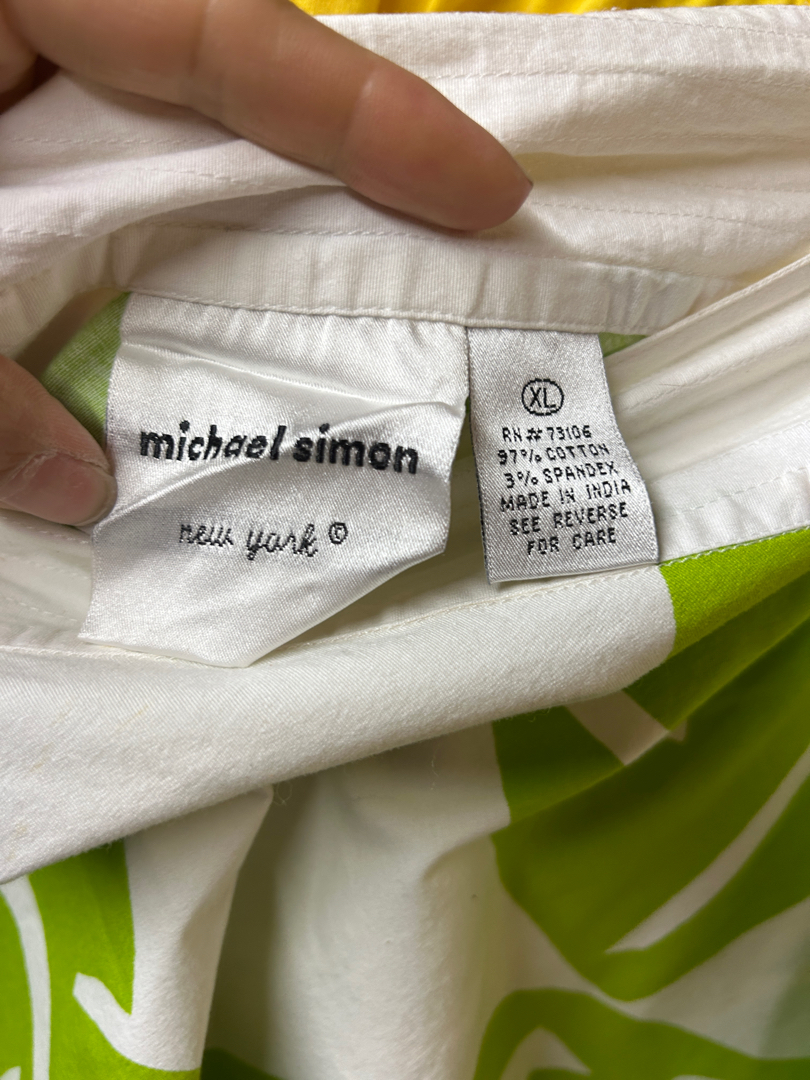 michael simon
new york ©
XL
RN # 73106
97% COTTON
3% SPANDEX
MADE IN INDIA
SEE REVERSE
FOR CARE